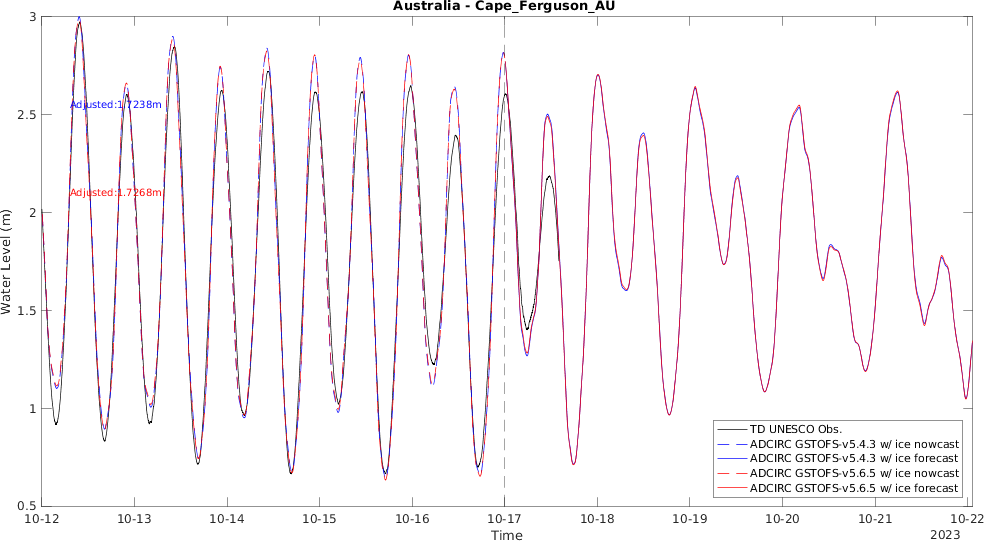 Australia - Cape_Ferguson_AU
3
2.5
2
1.5
1
0.5
Water Level (m)
Adjusted:1.7238m
Adjusted:1.7268m
TD UNESCO Obs.
ADCIRC GSTOFS-v5.4.3 w/ ice nowcast
ADCIRC GSTOFS-v5.4.3 w/ ice forecast
ADCIRC GSTOFS-v5.6.5 w/ ice nowcast
ADCIRC GSTOFS-v5.6.5 w/ ice forecast
10-12 10-13 10-14 10-15 10-16 10-17 10-18 10-19 10-20 10-21 10-22
Time
2023